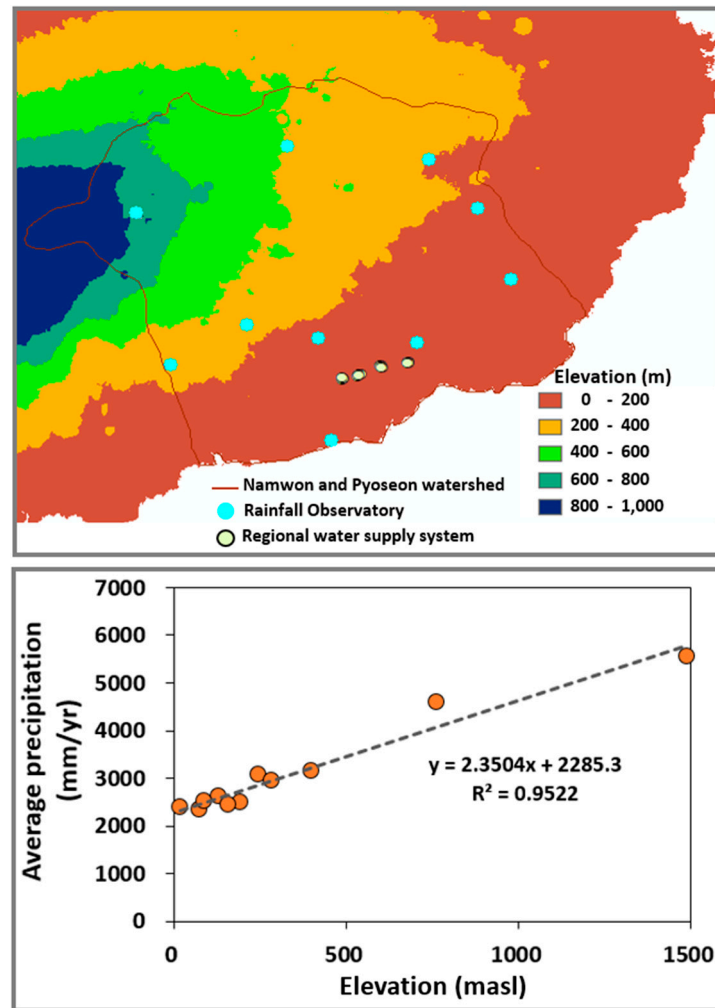 Elevation (m)
0 - 200
200 - 400
400 - 600
600 - 800
800 - 1,000
Namwon and Pyoseon watershed
Rainfall Observatory
Regional water supply system
7000
6000
5000
4000
3000
2000
1000
0
Average precipitation
(mm/yr)
y = 2.3504x + 2285.3
R² = 0.9522
0
500
1000
1500
Elevation (masl)